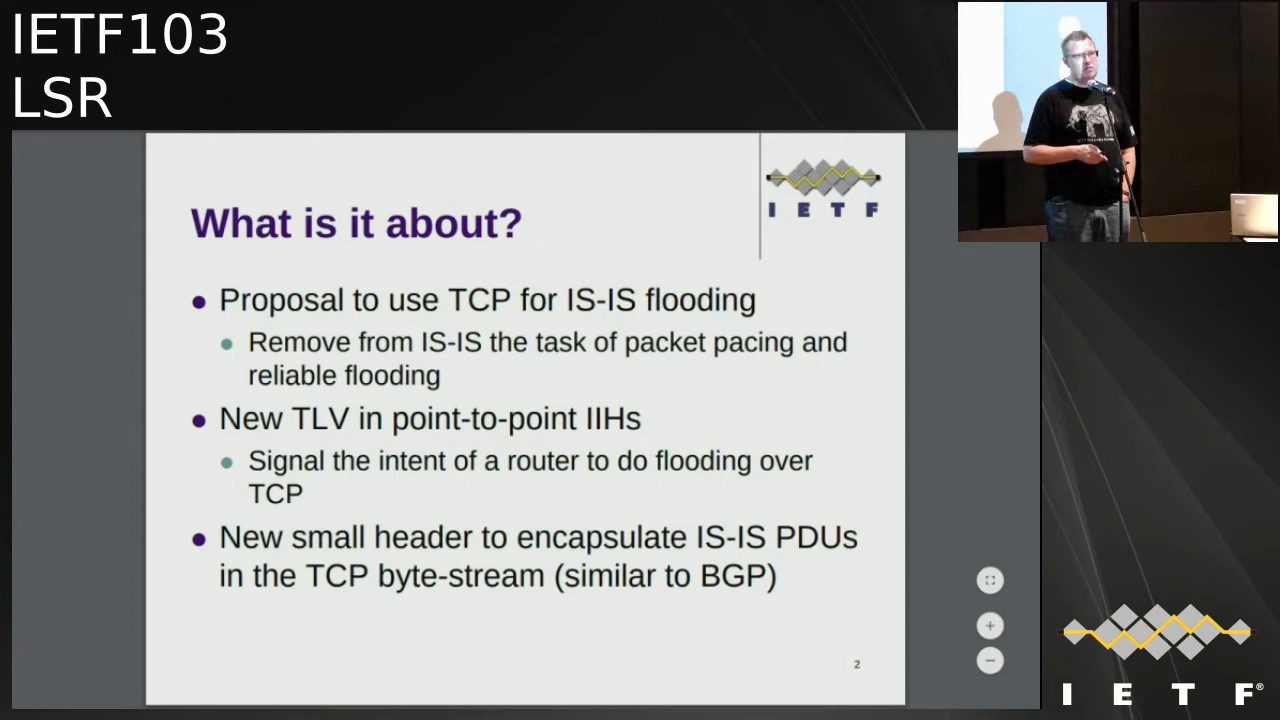 IETF103
LSR
I E T F
What is it about?
Proposal to use TCP for IS-IS flooding
Remove from IS-IS the task of packet pacing and
reliable flooding
New TLV in point-to-point IIHs
Signal the intent of a router to do flooding over
TCP
New small header to encapsulate IS-IS PDUs
in the TCP byte-stream (similar to BGP)
2
I E T F®